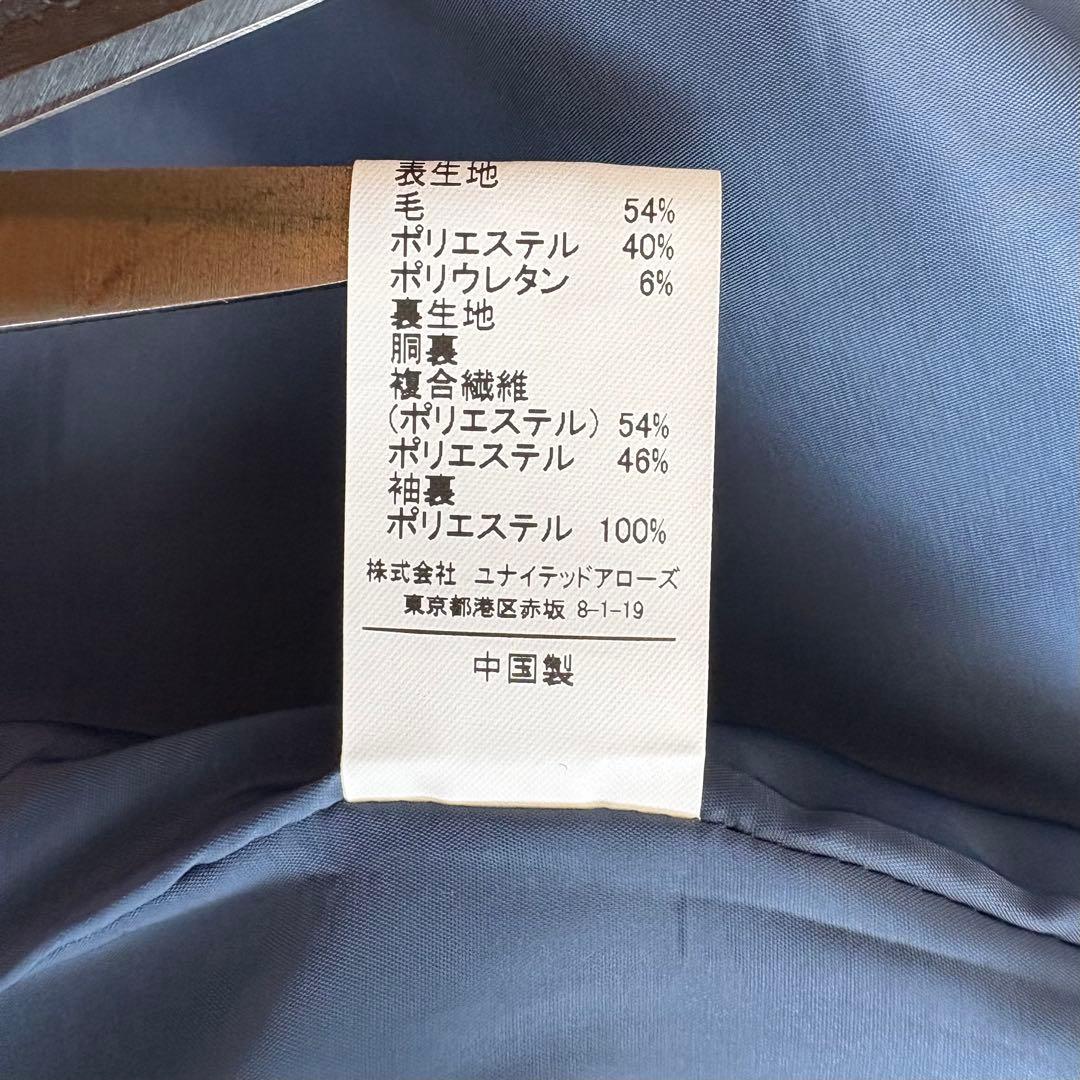 表生地
毛 54%
ポリエステル 40%
ポリウレタン 6%
裏生地
胴裏
複合繊維
(ポリエステル) 54%
ポリエステル 46%
袖裏
ポリエステル 100%
株式会社 ユナイテッドアローズ
東京都港区赤坂 8-1-19
中国製